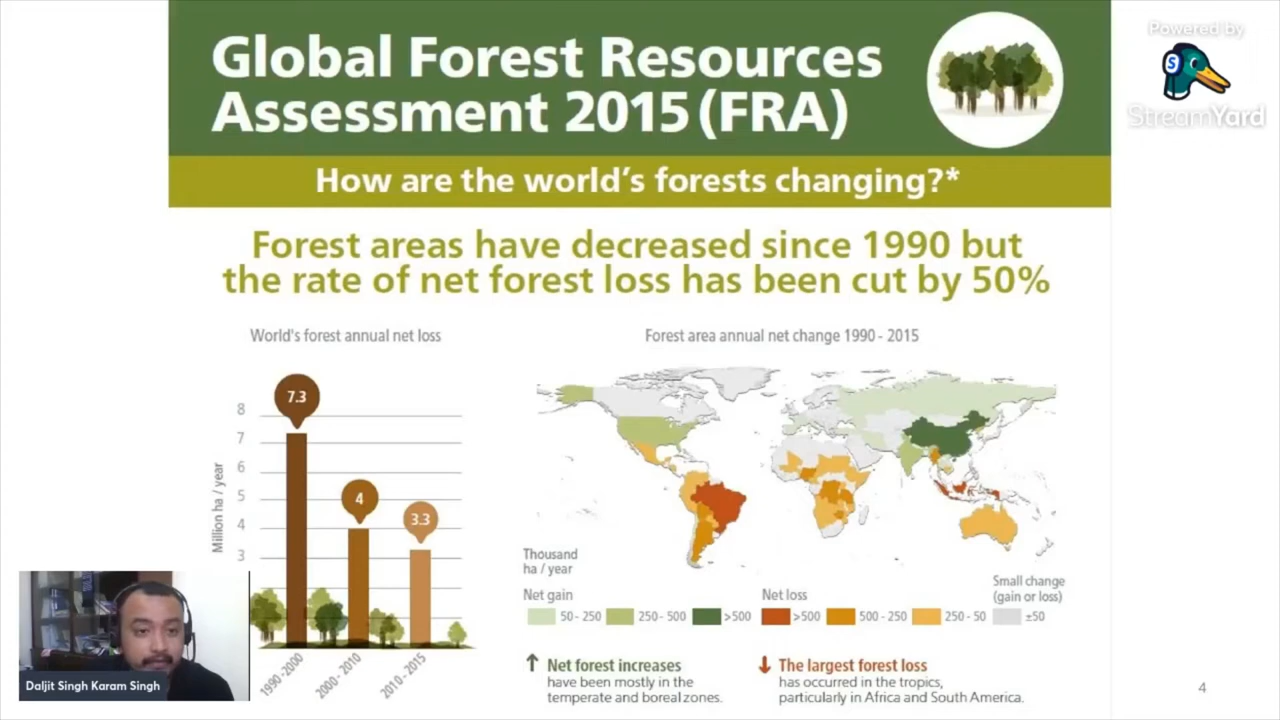 Global Forest Resources
Assessment 2015 (FRA)
How are the world's forests changing?*
Forest areas have decreased since 1990 but
the rate of net forest loss has been cut by 50%
World's forest annual net loss
7.3
4
3.3
8
7
6
5
4
3
Million ha / year
1990-2000
2000-2010
2010-2015
Forest area annual net change 1990 - 2015
Thousand
ha / year
Net gain
50 - 250
250 - 500
>500
Net loss
>500
500 - 250
250 - 50
Small change
(gain or loss)
±50
Net forest increases
have been mostly in the
temperate and boreal zones.
The largest forest loss
has occurred in the tropics,
particularly in Africa and South America.
4
Daljit Singh Karam Singh
Powered by
S
StreamYard